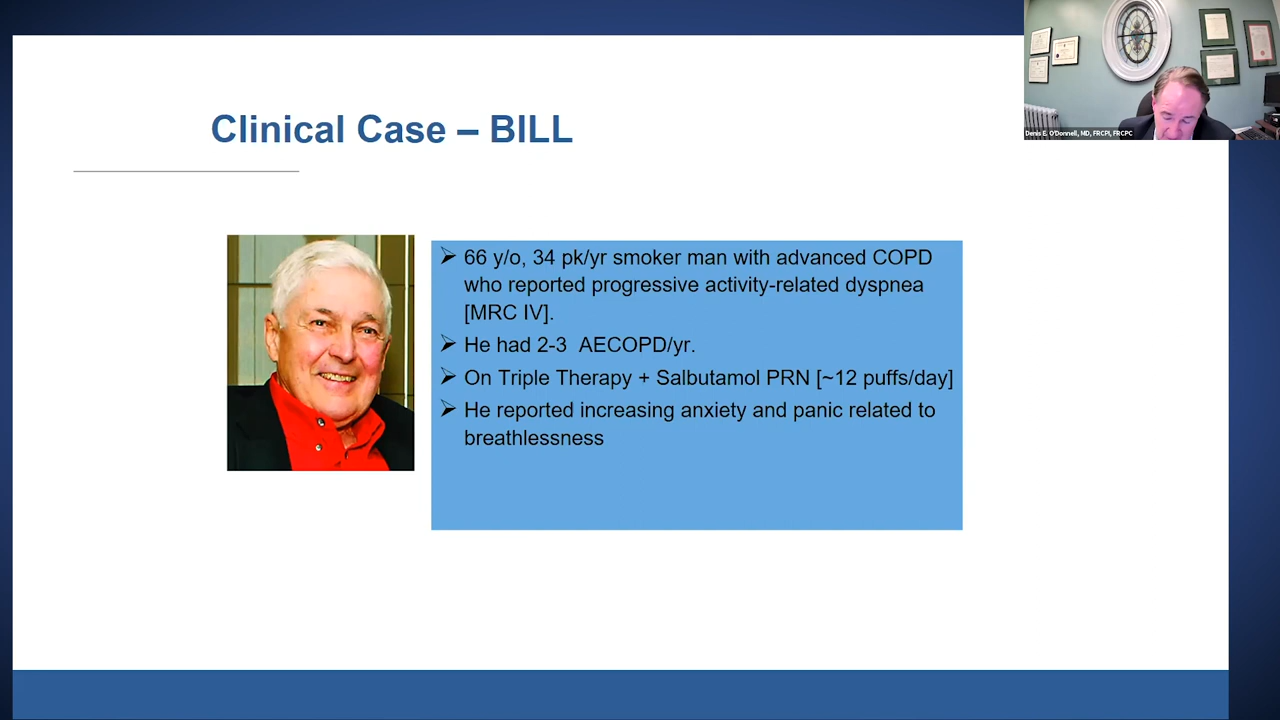 Denis E. O'Donnell, MD, FRCPI, FRCPC
Clinical Case – BILL
66 y/o, 34 pk/yr smoker man with advanced COPD
who reported progressive activity-related dyspnea
[MRC IV].
He had 2-3 AECOPD/yr.
On Triple Therapy + Salbutamol PRN [~12 puffs/day]
He reported increasing anxiety and panic related to
breathlessness